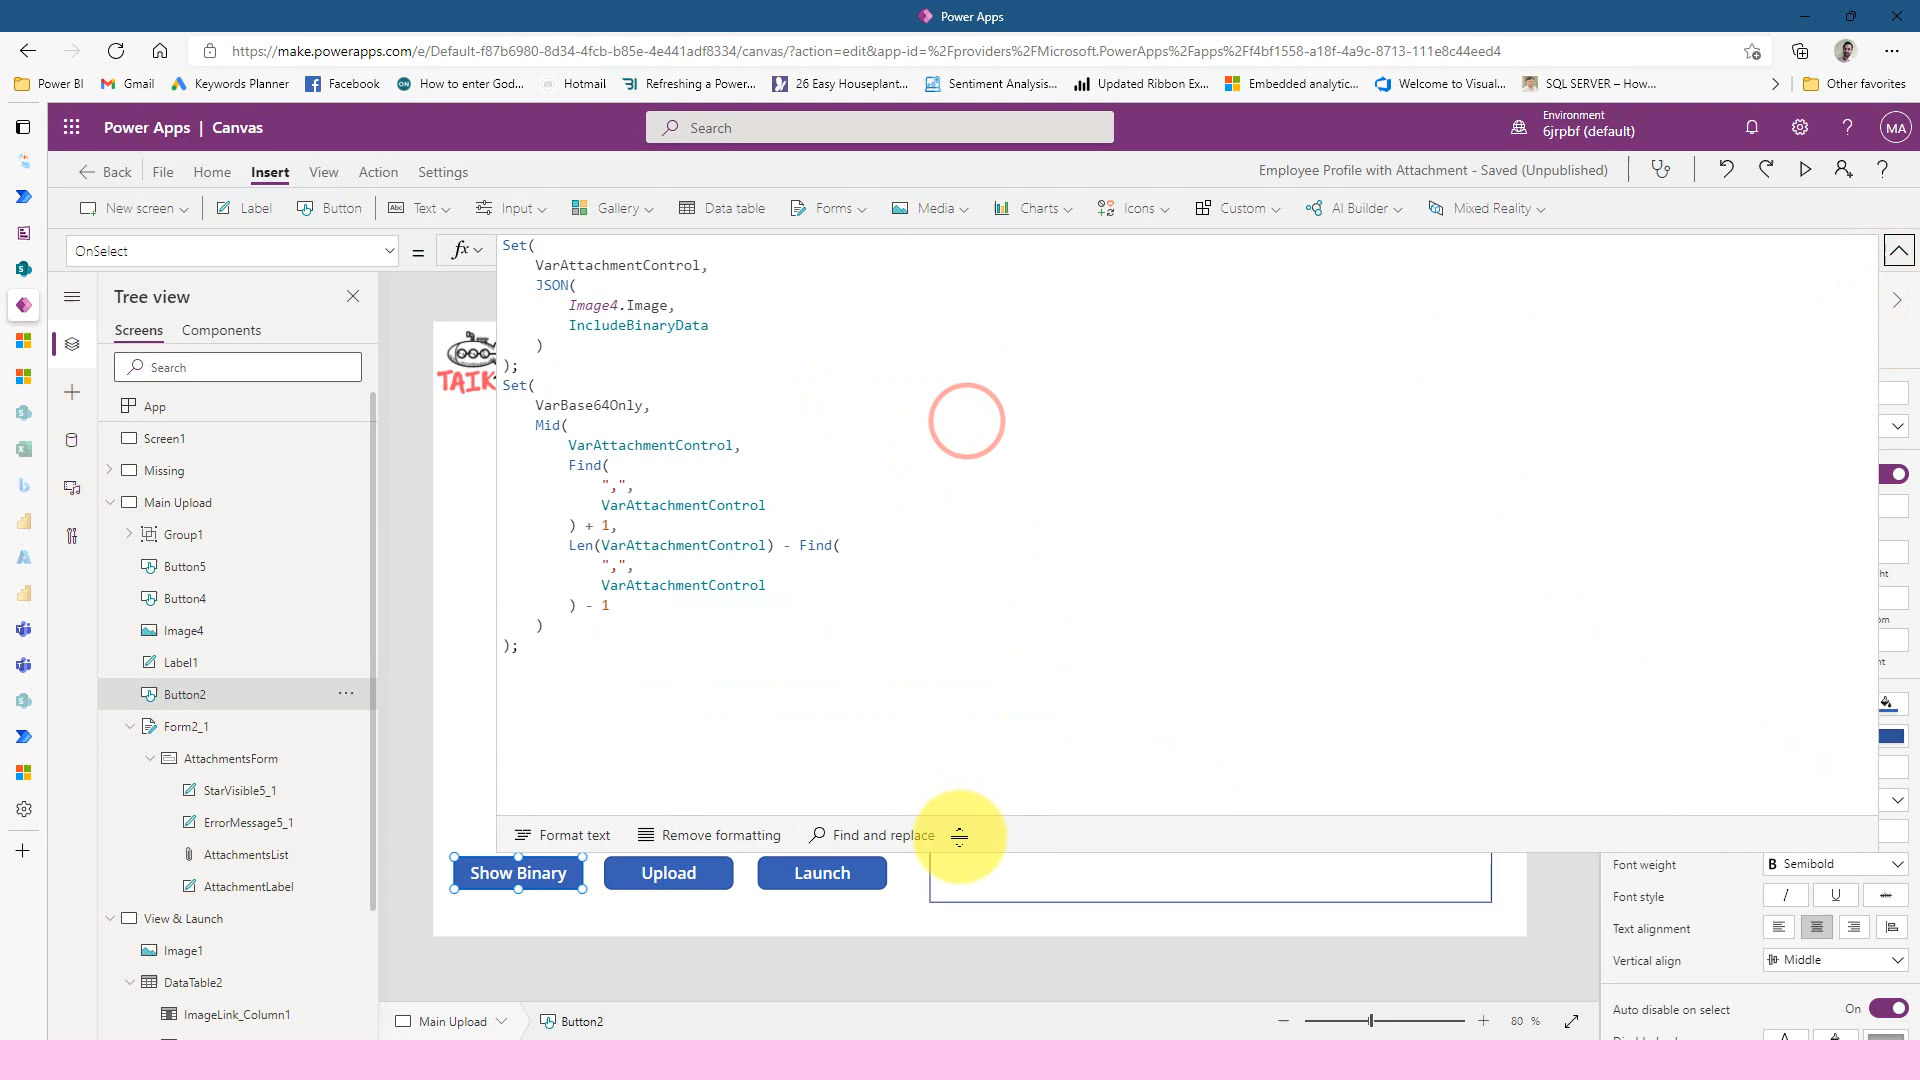 Power Apps
https://make.powerapps.com/e/Default-f87b6980-8d34-4fcb-b85e-4e441adf8334/canvas/?action=edit&app-id=%2Fproviders%2FMicrosoft.PowerApps%2Fapps%2Ff4bf1558-a18f-4a9c-8713-111e8c44eed4
Power BI
Gmail
Keywords Planner
Facebook
How to enter God...
Hotmail
Refreshing a Power...
26 Easy Houseplant...
Sentiment Analysis...
Updated Ribbon Ex...
Embedded analytic...
Welcome to Visual...
SQL SERVER – How...
Other favorites
Power Apps | Canvas
Search
Environment
6jrpbf (default)
MA
Back
File
Home
Insert
View
Action
Settings
Employee Profile with Attachment - Saved (Unpublished)
New screen
Label
Button
Text
Input
Gallery
Data table
Forms
Media
Charts
Icons
Custom
AI Builder
Mixed Reality
OnSelect
=
fx
Set(
VarAttachmentControl,
JSON(
Image4.Image,
IncludeBinaryData
)
);
Set(
VarBase64Only,
Mid(
VarAttachmentControl,
Find(
",",
VarAttachmentControl
) + 1,
Len(VarAttachmentControl) - Find(
",",
VarAttachmentControl
) - 1
)
);
Format text
Remove formatting
Find and replace
Tree view
Screens
Components
Search
App
Screen1
Missing
Main Upload
Group1
Button5
Button4
Image4
Label1
Button2
Form2_1
AttachmentsForm
StarVisible5_1
ErrorMessage5_1
AttachmentsList
AttachmentLabel
View & Launch
Image1
DataTable2
ImageLink_Column1
TAIK
Show Binary
Upload
Launch
ht
om
ht
Font weight
B Semibold
Font style
/ U abc
Text alignment
Vertical align
Middle
Auto disable on select
On
Main Upload
Button2
80 %